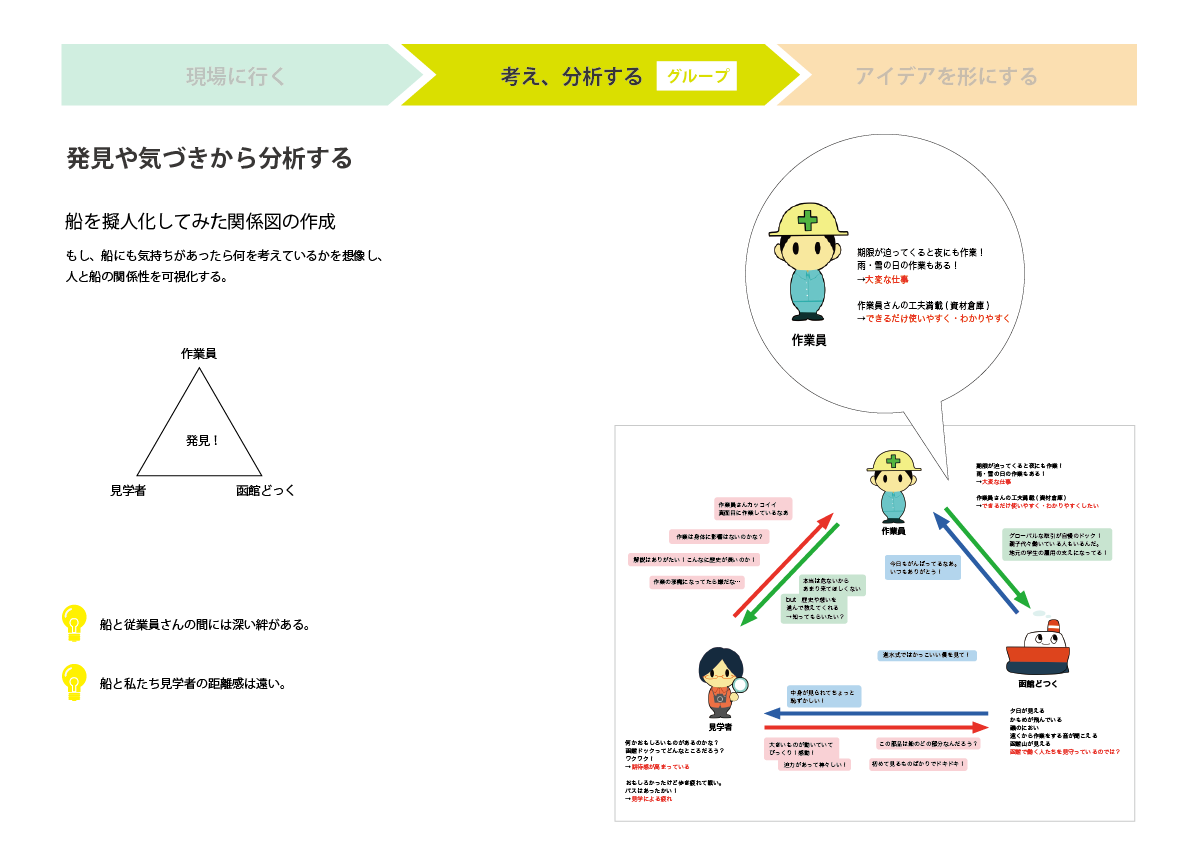 現場に行く
考え、分析する
グループ
アイデアを形にする
発見や気づきから分析する
船を擬人化してみた関係図の作成
もし、船にも気持ちがあったら何を考えているかを想像し、
人と船の関係性を可視化する。
作業員
発見！
見学者
函館どっく
船と従業員さんの間には深い絆がある。
船と私たち見学者の距離感は遠い。
期限が迫ってくると夜にも作業！
雨・雪の日の作業もある！
→大変な仕事
作業員さんの工夫満載 ( 資材倉庫 )
→できるだけ使いやすく・わかりやすく
作業員
期限が迫ってくると夜にも作業！
雨・雪の日の作業もある！
→大変な仕事
作業員さんの工夫満載 ( 資材倉庫 )
→できるだけ使いやすく・わかりやすくしたい
作業員
作業員さんカッコイイ
真面目に作業しているなあ
作業は身体に影響はないのかな？
解説はありがたい！こんなに歴史が長いのか！
作業の邪魔になってたら嫌だな…
本当は危ないから
あまり来てほしくない
but 歴史や想いを
進んで教えてくれる
→知ってもらいたい？
グローバルな取引が自慢のドック！
親子代々働いている人もいるんだ。
地元の学生の雇用の支えになってる！
今日もがんばってるなあ。
いつもありがとう！
進水式ではかっこいい僕を見て！
函館どつく
見学者
中身が見られてちょっと
恥ずかしい！
大きいものが動いていて
びっくり！感動！
迫力があって神々しい！
この部品は船のどの部分なんだろう？
初めて見るものばかりでドキドキ！
何かおもしろいものがあるのかな？
函館ドックってどんなところだろう？
ワクワク！
→期待感が高まっている
おもしろかったけど歩き疲れて眠い。
バスはあったかい！
→見学による疲れ
夕日が見える
かもめが飛んでいる
磯のにおい
遠くから作業をする音が聞こえる
函館山が見える
函館で働く人たちを見守っているのでは？